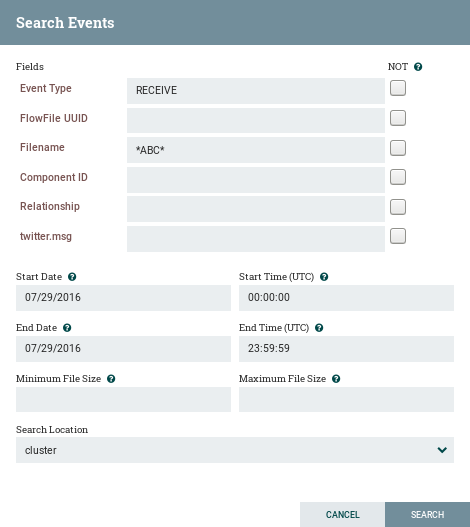 Search Events
Fields NOT ?
Event Type RECEIVE
FlowFile UUID
Filename *ABC*
Component ID
Relationship
twitter.msg
Start Date ? Start Time (UTC) ?
07/29/2016 00:00:00
End Date ? End Time (UTC) ?
07/29/2016 23:59:59
Minimum File Size ? Maximum File Size ?
Search Location
cluster
CANCEL SEARCH